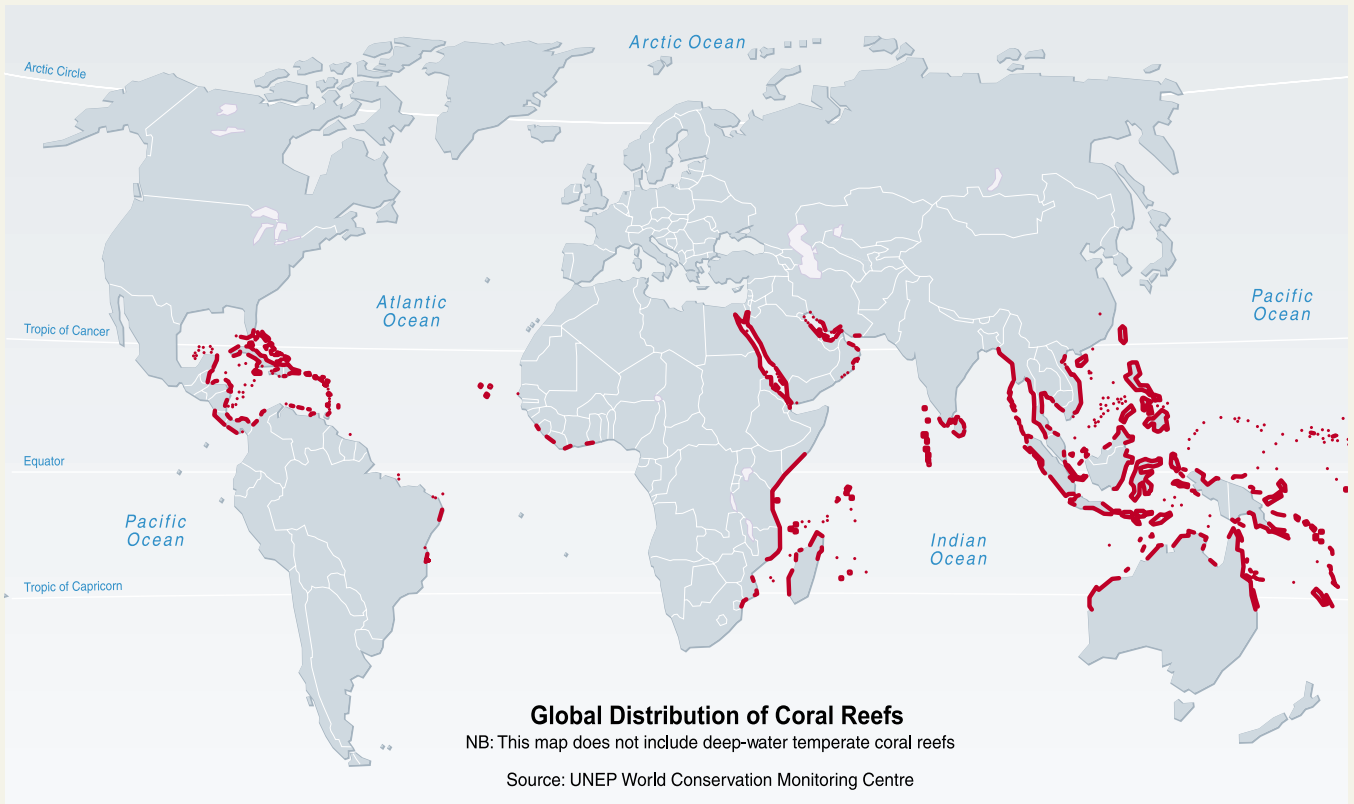 Arctic Ocean
Arctic Circle
Atlantic
Ocean
Pacific
Ocean
Tropic of Cancer
Equator
Pacific
Ocean
Indian
Ocean
Tropic of Capricorn
Global Distribution of Coral Reefs
NB: This map does not include deep-water temperate coral reefs
Source: UNEP World Conservation Monitoring Centre